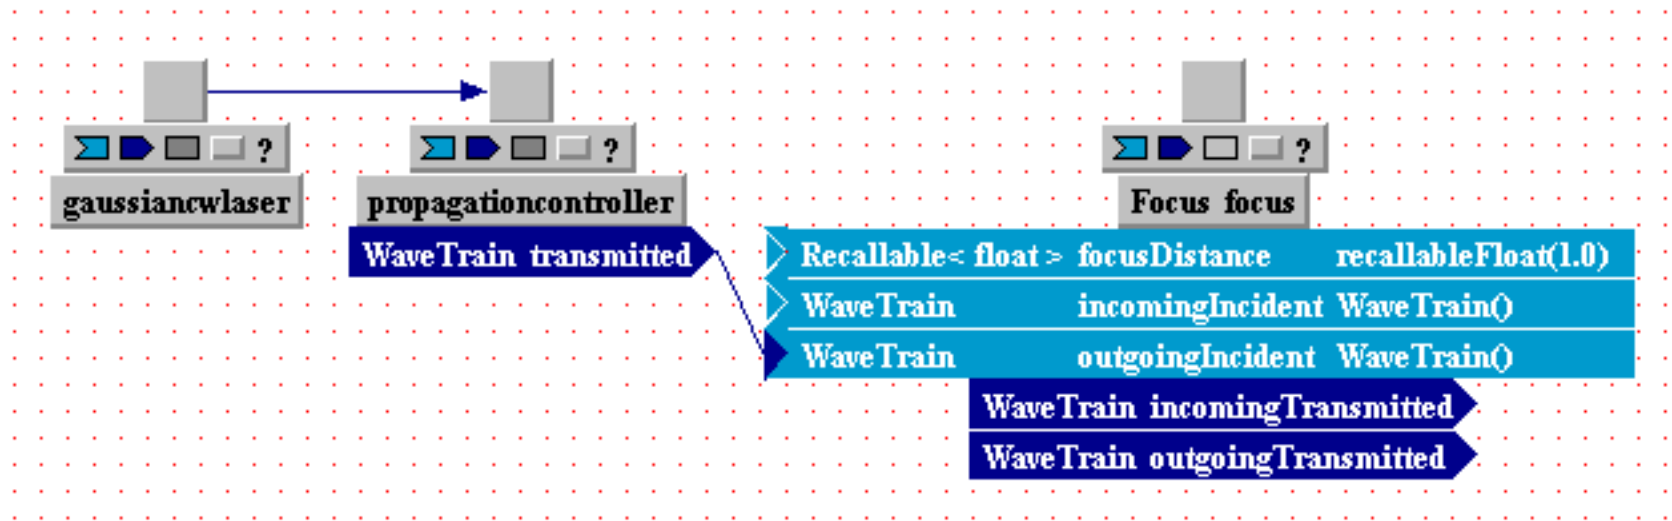 ? ? ?
gaussiancwlaser propagationcontroller Focus focus
WaveTrain transmitted Recallable< float > focusDistance recallableFloat(1.0)
WaveTrain incomingIncident WaveTrain()
WaveTrain outgoingIncident WaveTrain()
WaveTrain incomingTransmitted
WaveTrain outgoingTransmitted